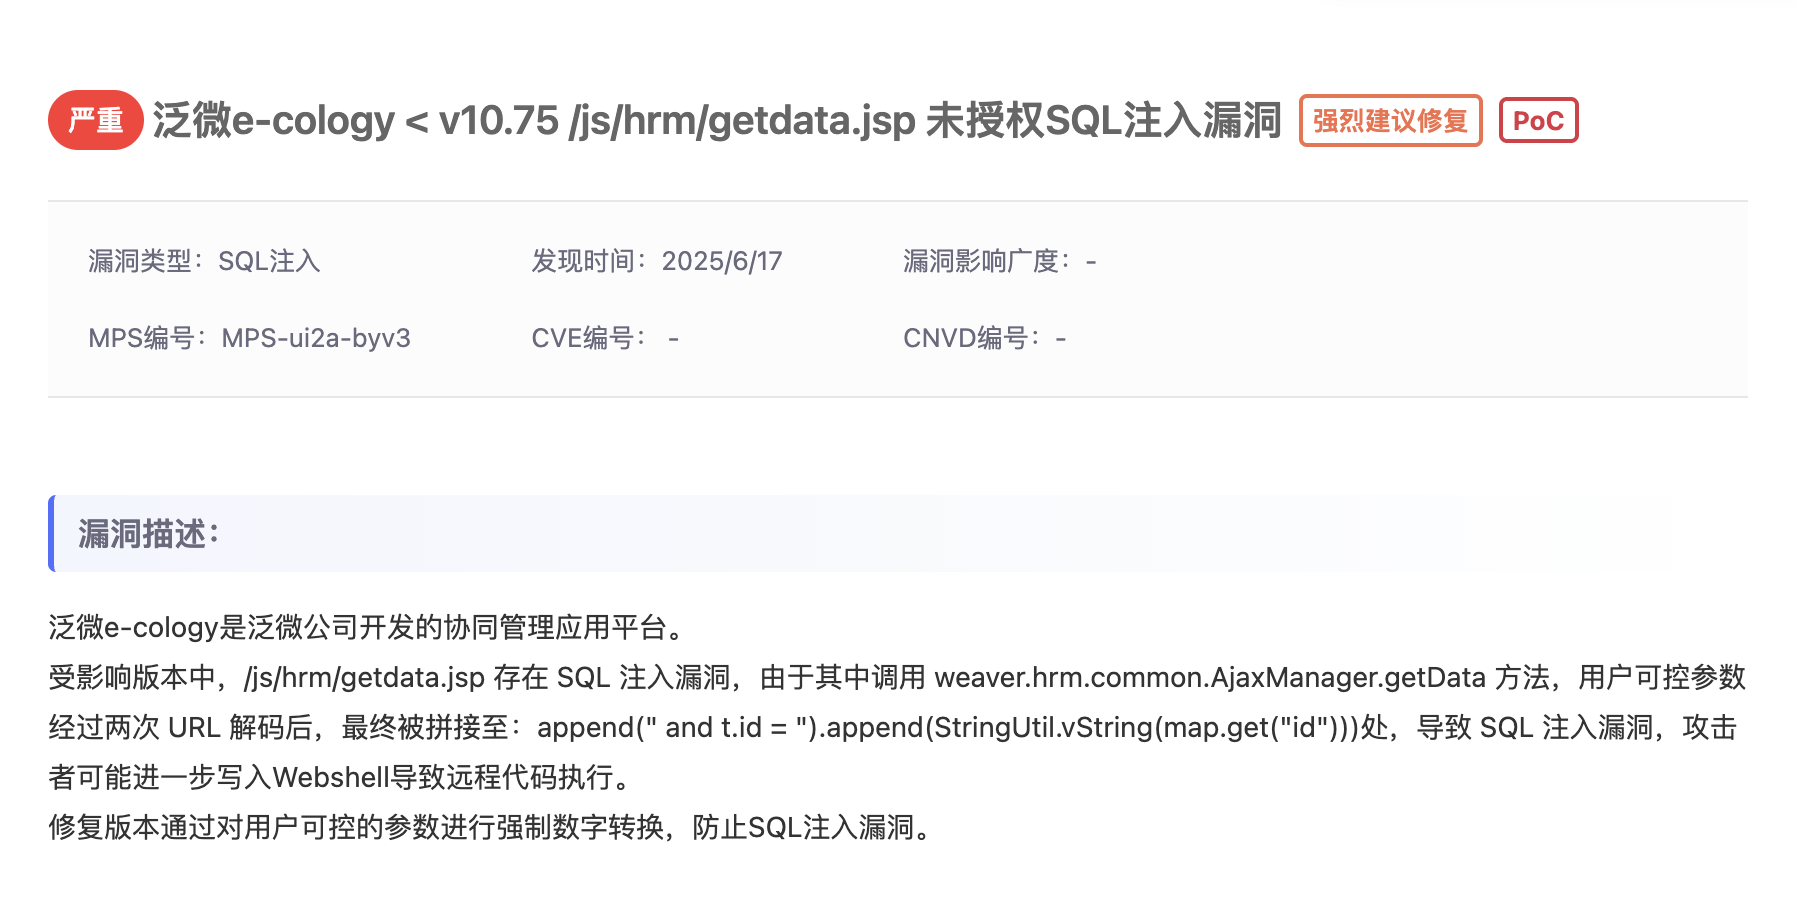 严重 泛微e-cology < v10.75 /js/hrm/getdata.jsp 未授权SQL注入漏洞 强烈建议修复 PoC
漏洞类型：SQL注入 发现时间：2025/6/17 漏洞影响广度：-
MPS编号：MPS-ui2a-byv3 CVE编号： - CNVD编号：-
漏洞描述：
泛微e-cology是泛微公司开发的协同管理应用平台。
受影响版本中，/js/hrm/getdata.jsp 存在 SQL 注入漏洞，由于其中调用 weaver.hrm.common.AjaxManager.getData 方法，用户可控参数
经过两次 URL 解码后，最终被拼接至：append(" and t.id = ").append(StringUtil.vString(map.get("id")))处，导致 SQL 注入漏洞，攻击
者可能进一步写入Webshell导致远程代码执行。
修复版本通过对用户可控的参数进行强制数字转换，防止SQL注入漏洞。